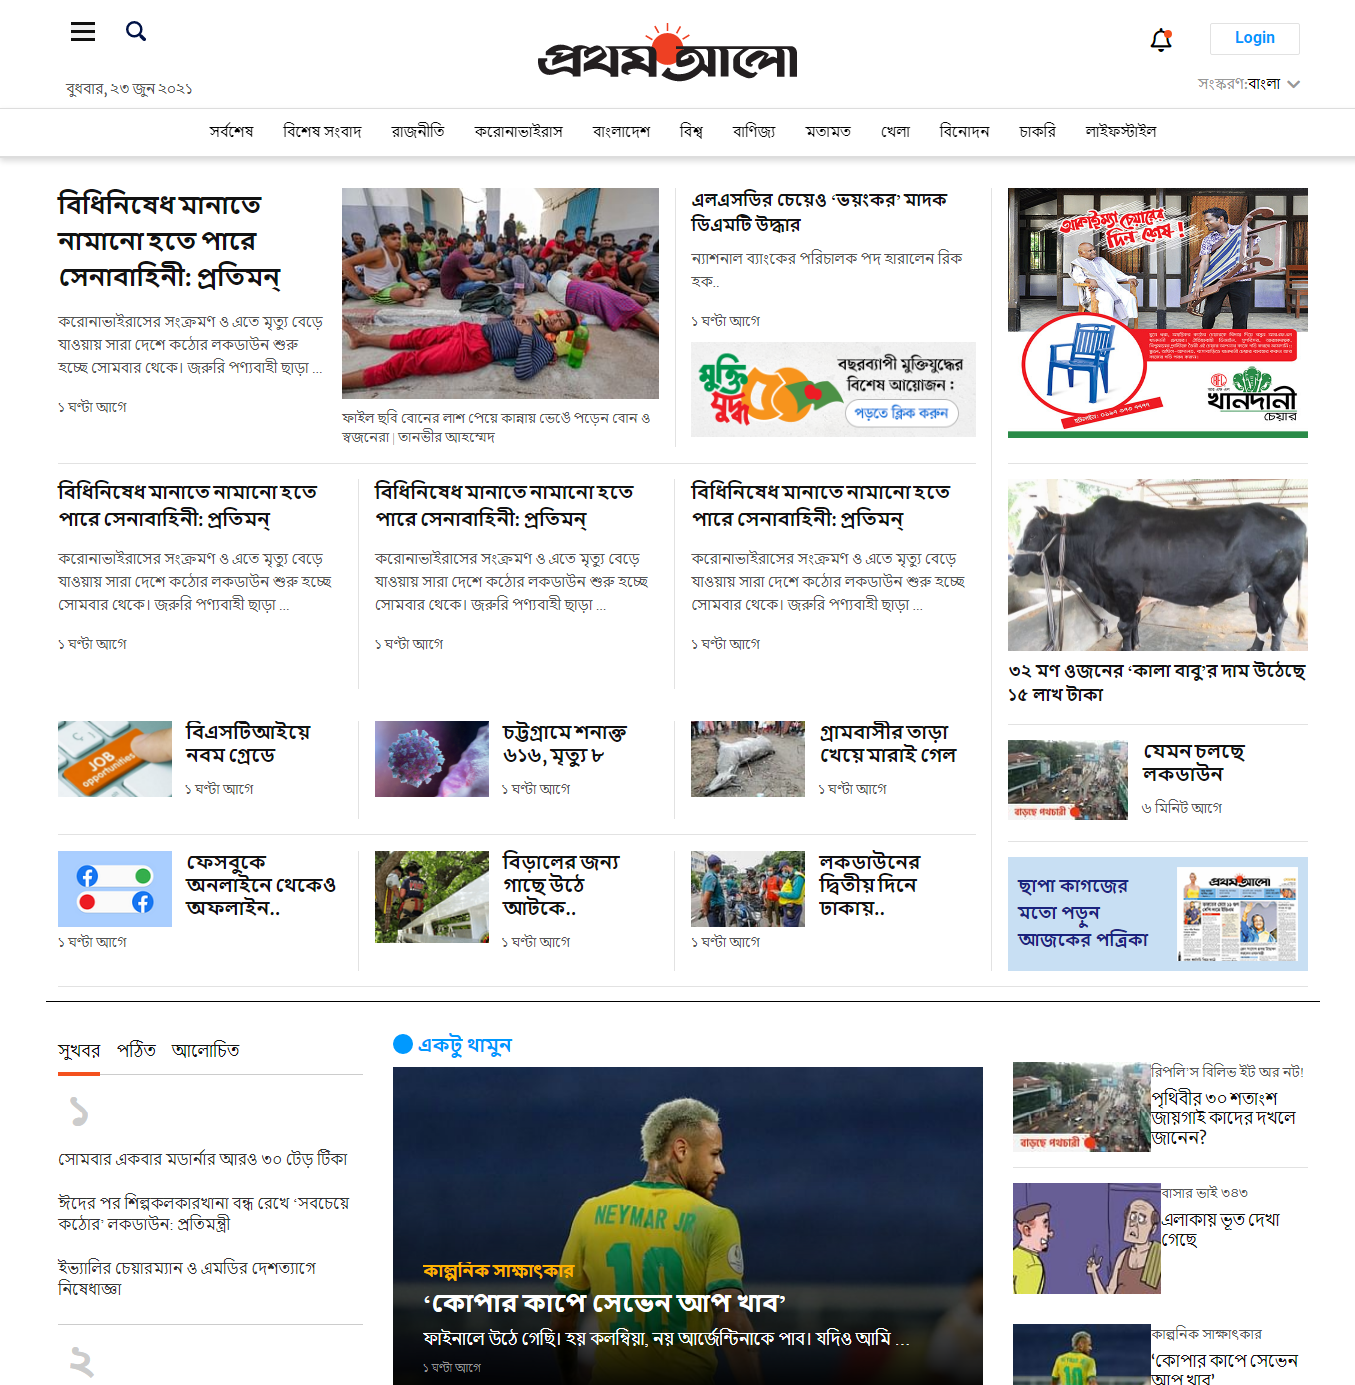 Login
প্রথম আলো
বুধবার, ২৩ জুন ২০২১
সংস্করণ:বাংলা
সর্বশেষ বিশেষ সংবাদ রাজনীতি করোনাভাইরাস বাংলাদেশ বিশ্ব বাণিজ্য মতামত খেলা বিনোদন চাকরি লাইফস্টাইল
বিধিনিষেধ মানাতে
নামানো হতে পারে
সেনাবাহিনী: প্রতিমন্
করোনাভাইরাসের সংক্রমণ ও এতে মৃত্যু বেড়ে
যাওয়ায় সারা দেশে কঠোর লকডাউন শুরু
হচ্ছে সোমবার থেকে। জরুরি পণ্যবাহী ছাড়া ...
১ ঘণ্টা আগে
ফাইল ছবি বোনের লাশ পেয়ে কান্নায় ভেঙে পড়েন বোন ও
স্বজনেরা | তানভীর আহম্মেদ
এলএসডির চেয়েও ‘ভয়ংকর’ মাদক
ডিএমটি উদ্ধার
ন্যাশনাল ব্যাংকের পরিচালক পদ হারালেন রিক
হক..
১ ঘণ্টা আগে
মুক্তি
যুদ্ধ
৫০
বছরব্যাপী মুক্তিযুদ্ধের
বিশেষ আয়োজন :
পড়তে ক্লিক করুন
আকাইম্যা চেয়ারের
দিন শেষ !
খানদানী
চেয়ার
বিধিনিষেধ মানাতে নামানো হতে
পারে সেনাবাহিনী: প্রতিমন্
করোনাভাইরাসের সংক্রমণ ও এতে মৃত্যু বেড়ে
যাওয়ায় সারা দেশে কঠোর লকডাউন শুরু হচ্ছে
সোমবার থেকে। জরুরি পণ্যবাহী ছাড়া ...
১ ঘণ্টা আগে
বিধিনিষেধ মানাতে নামানো হতে
পারে সেনাবাহিনী: প্রতিমন্
করোনাভাইরাসের সংক্রমণ ও এতে মৃত্যু বেড়ে
যাওয়ায় সারা দেশে কঠোর লকডাউন শুরু হচ্ছে
সোমবার থেকে। জরুরি পণ্যবাহী ছাড়া ...
১ ঘণ্টা আগে
বিধিনিষেধ মানাতে নামানো হতে
পারে সেনাবাহিনী: প্রতিমন্
করোনাভাইরাসের সংক্রমণ ও এতে মৃত্যু বেড়ে
যাওয়ায় সারা দেশে কঠোর লকডাউন শুরু হচ্ছে
সোমবার থেকে। জরুরি পণ্যবাহী ছাড়া ...
১ ঘণ্টা আগে
৩২ মণ ওজনের ‘কালা বাবু’র দাম উঠেছে
১৫ লাখ টাকা
JOB
opportunities
বিএসটিআইয়ে
নবম গ্রেডে
১ ঘণ্টা আগে
চট্টগ্রামে শনাক্ত
৬১৬, মৃত্যু ৮
১ ঘণ্টা আগে
গ্রামবাসীর তাড়া
খেয়ে মারাই গেল
১ ঘণ্টা আগে
বাড়ছে পথচারী
যেমন চলছে
লকডাউন
৬ মিনিট আগে
ফেসবুকে
অনলাইনে থেকেও
অফলাইন..
১ ঘণ্টা আগে
বিড়ালের জন্য
গাছে উঠে
আটকে..
১ ঘণ্টা আগে
লকডাউনের
দ্বিতীয় দিনে
ঢাকায়..
১ ঘণ্টা আগে
ছাপা কাগজের
মতো পড়ুন
আজকের পত্রিকা
প্রথম আলো
সুখবর পঠিত আলোচিত
১
সোমবার একবার মডার্নার আরও ৩০ টেড় টিকা
ঈদের পর শিল্পকলকারখানা বন্ধ রেখে ‘সবচেয়ে
কঠোর’ লকডাউন: প্রতিমন্ত্রী
ইভ্যালির চেয়ারম্যান ও এমডির দেশত্যাগে
নিষেধাজ্ঞা
২
একটু থামুন
NEYMAR JR
10
কাল্পনিক সাক্ষাৎকার
‘কোপার কাপে সেভেন আপ খাব’
ফাইনালে উঠে গেছি। হয় কলম্বিয়া, নয় আর্জেন্টিনাকে পাব। যদিও আমি ...
১ ঘণ্টা আগে
বাড়ছে পথচারী
রিপলি’স বিলিভ ইট অর নট!
পৃথিবীর ৩০ শতাংশ
জায়গাই কাদের দখলে
জানেন?
বাসার ভাই ৩৪৩
এলাকায় ভূত দেখা
গেছে
কাল্পনিক সাক্ষাৎকার
‘কোপার কাপে সেভেন
আপ খাব’